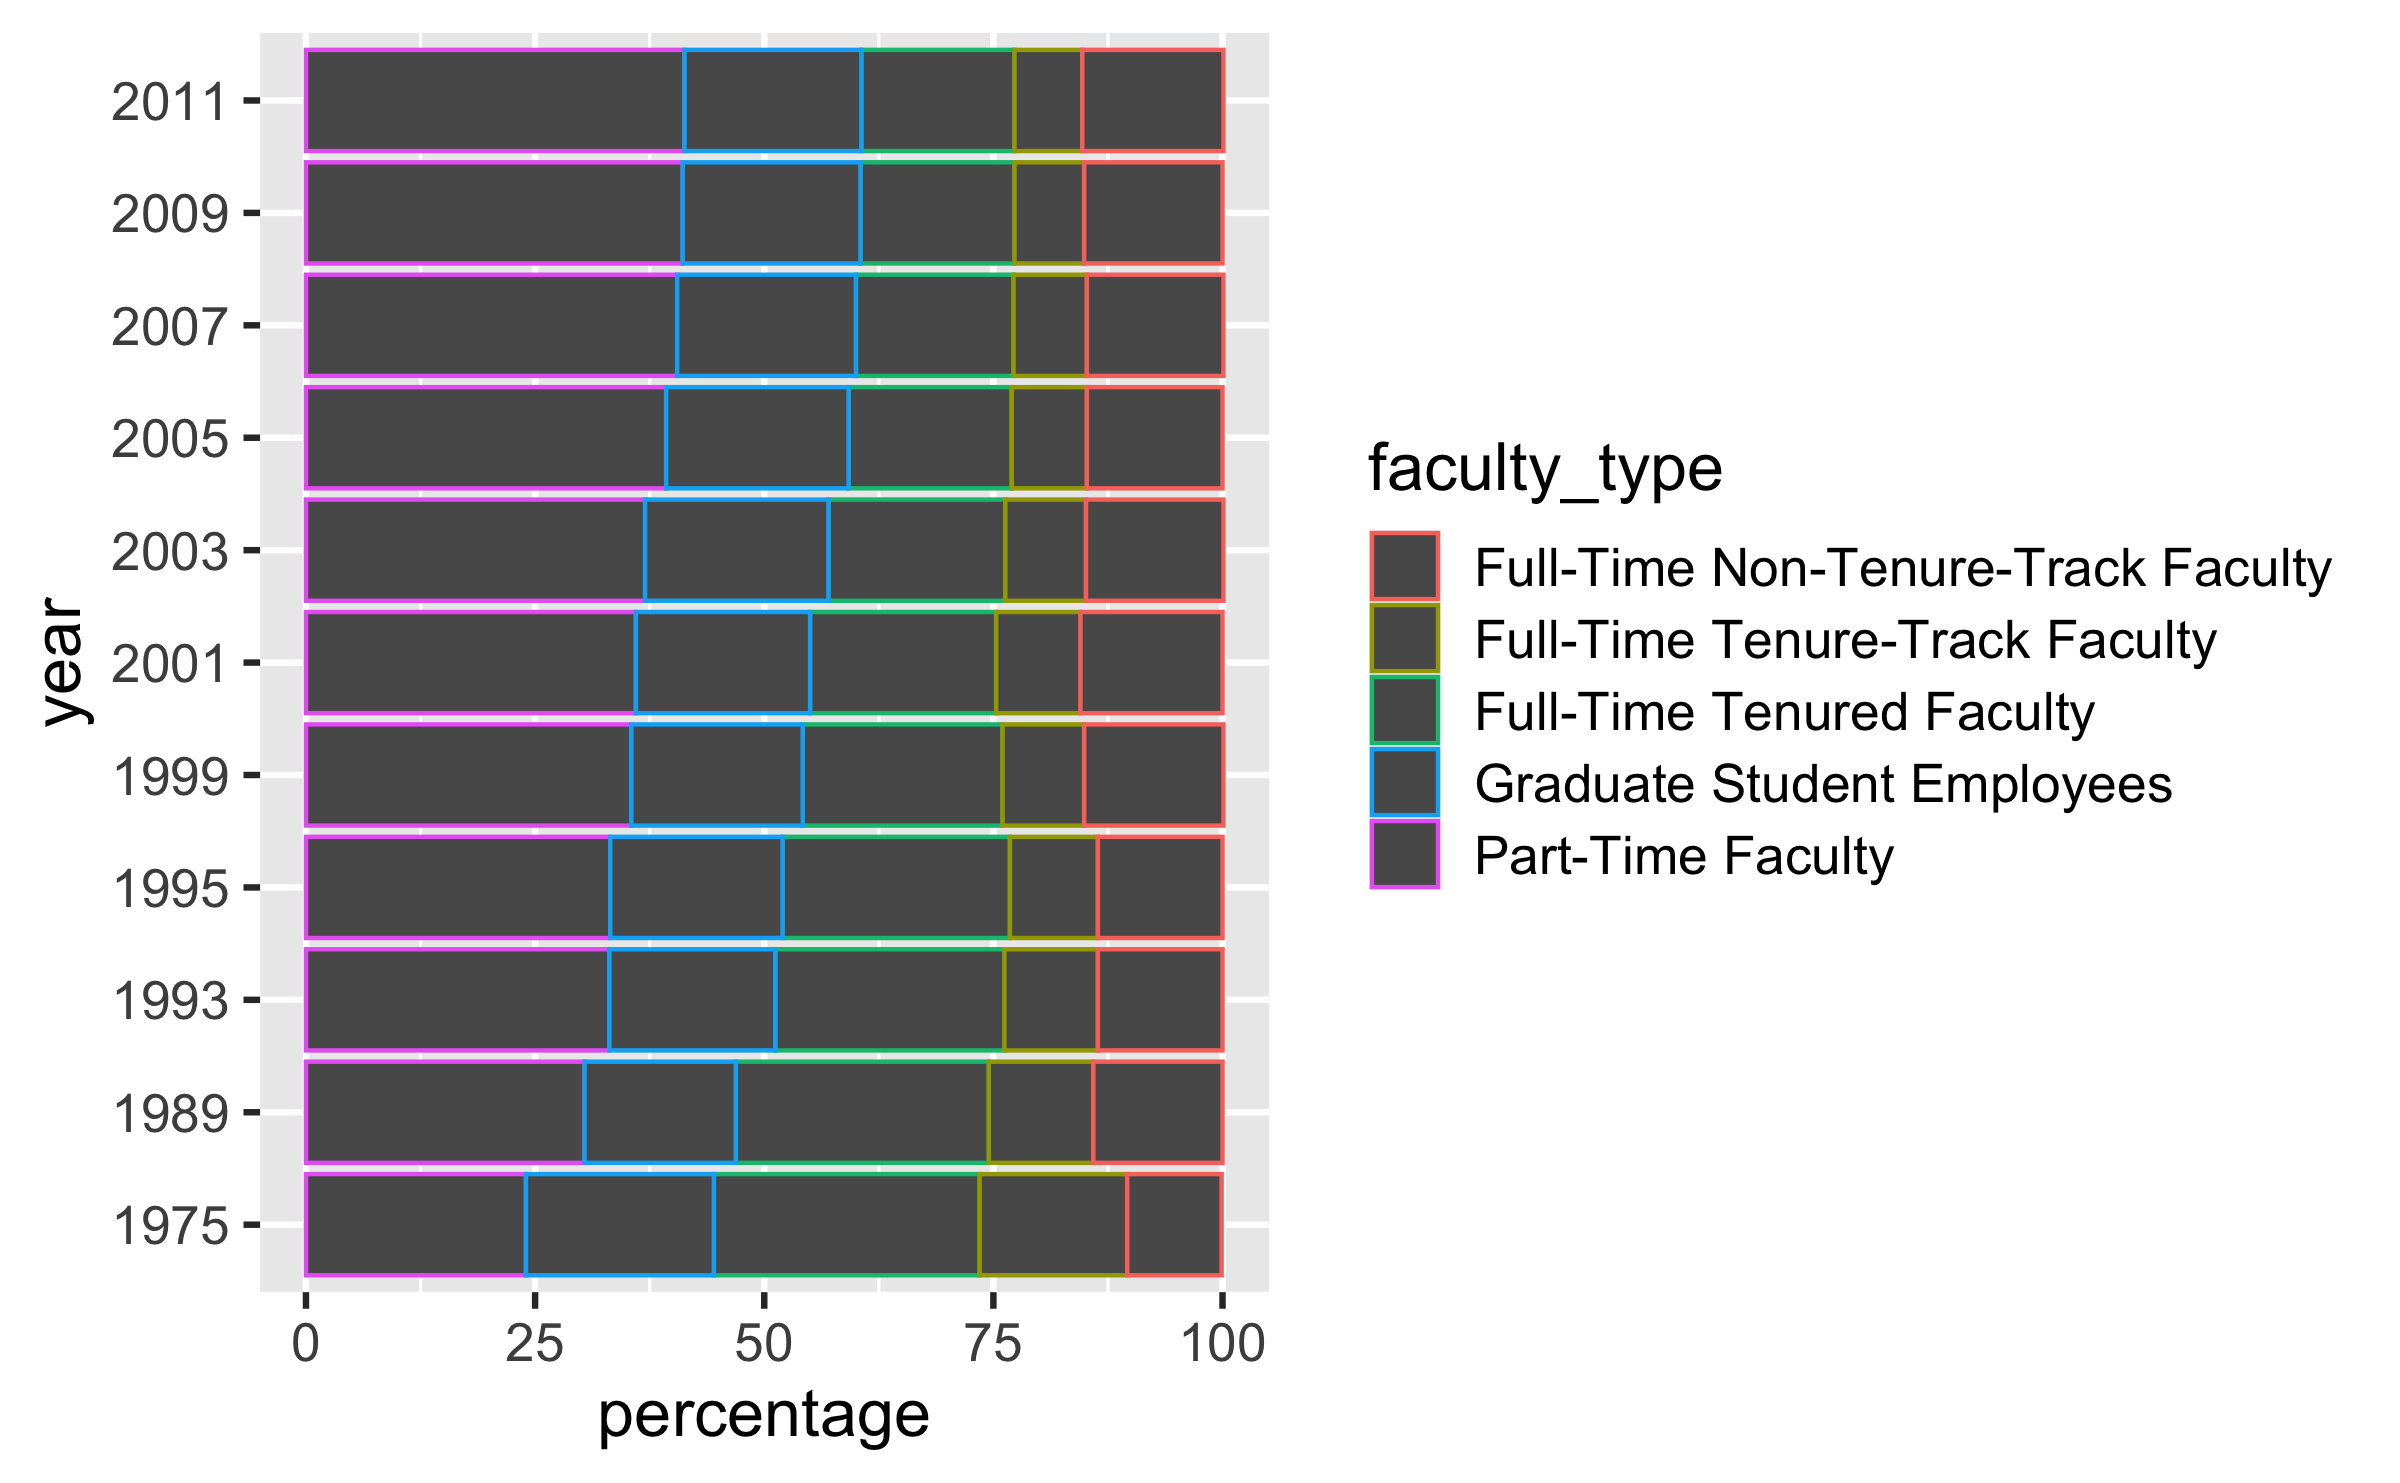 2011
2009
2007
2005
2003
2001
1999
1995
1993
1989
1975
year
0 25 50 75 100
percentage
faculty_type
Full-Time Non-Tenure-Track Faculty
Full-Time Tenure-Track Faculty
Full-Time Tenured Faculty
Graduate Student Employees
Part-Time Faculty